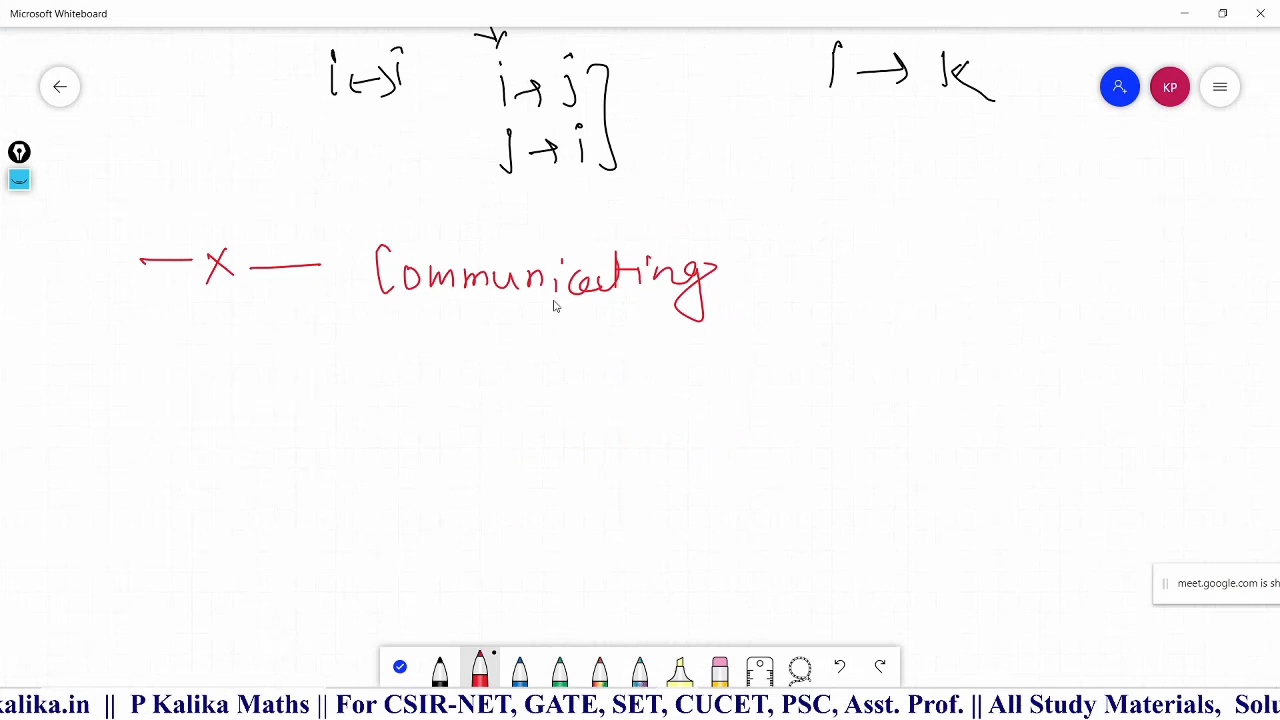 Microsoft Whiteboard
i ↔ i
i → j
j → i
i → k
KP
— X — Communicating
meet.google.com is sh
alika.in || P Kalika Maths || For CSIR-NET, GATE, SET, CUCET, PSC, Asst. Prof. || All Study Materials, Solu